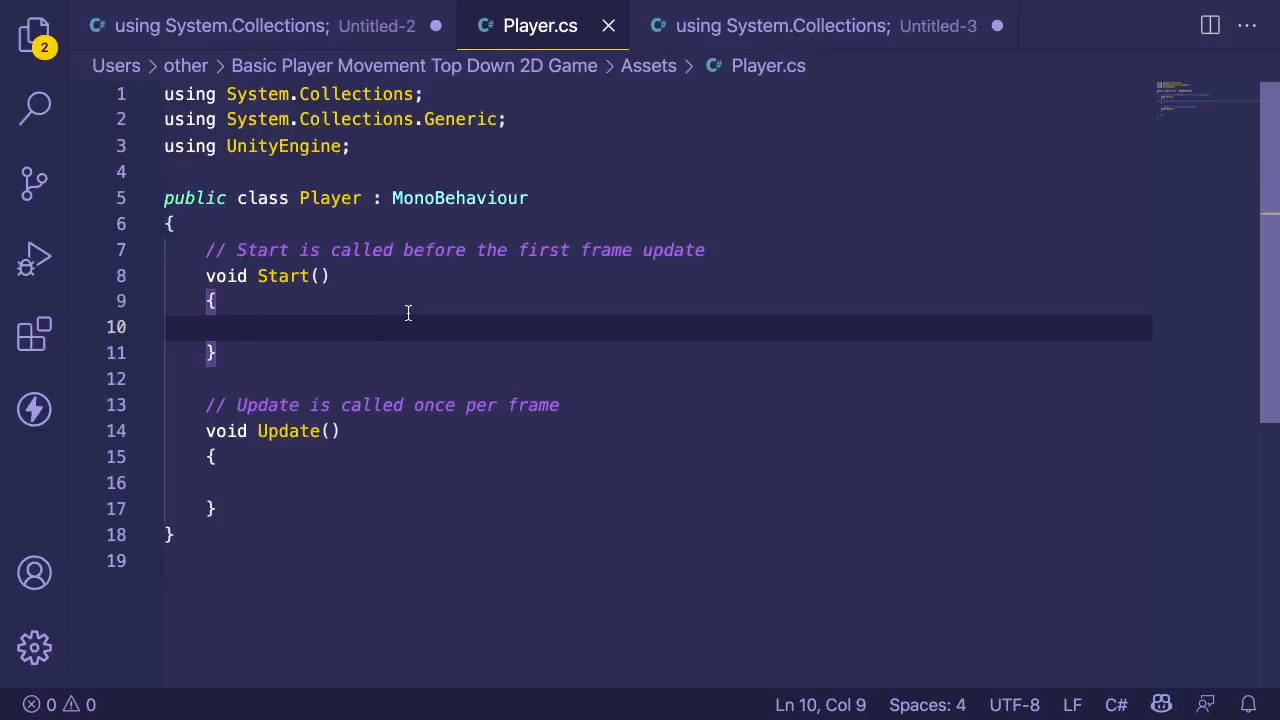 using System.Collections; Untitled-2
Player.cs
using System.Collections; Untitled-3
2
Users > other > Basic Player Movement Top Down 2D Game > Assets > Player.cs
1 using System.Collections;
2 using System.Collections.Generic;
3 using UnityEngine;
4
5 public class Player : MonoBehaviour
6 {
7 // Start is called before the first frame update
8 void Start()
9 {
10
11 }
12
13 // Update is called once per frame
14 void Update()
15 {
16
17 }
18 }
19
0 0 Ln 10, Col 9 Spaces: 4 UTF-8 LF C#